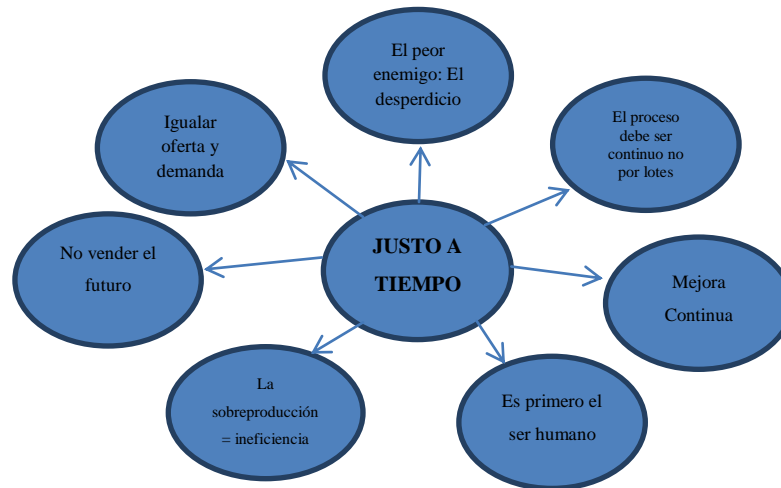 El peor
enemigo: El
desperdicio
Igualar
oferta y
demanda
El proceso
debe ser
continuo no
por lotes
JUSTO A
TIEMPO
No vender el
futuro
Mejora
Continua
La
sobreproducción
= ineficiencia
Es primero el
ser humano